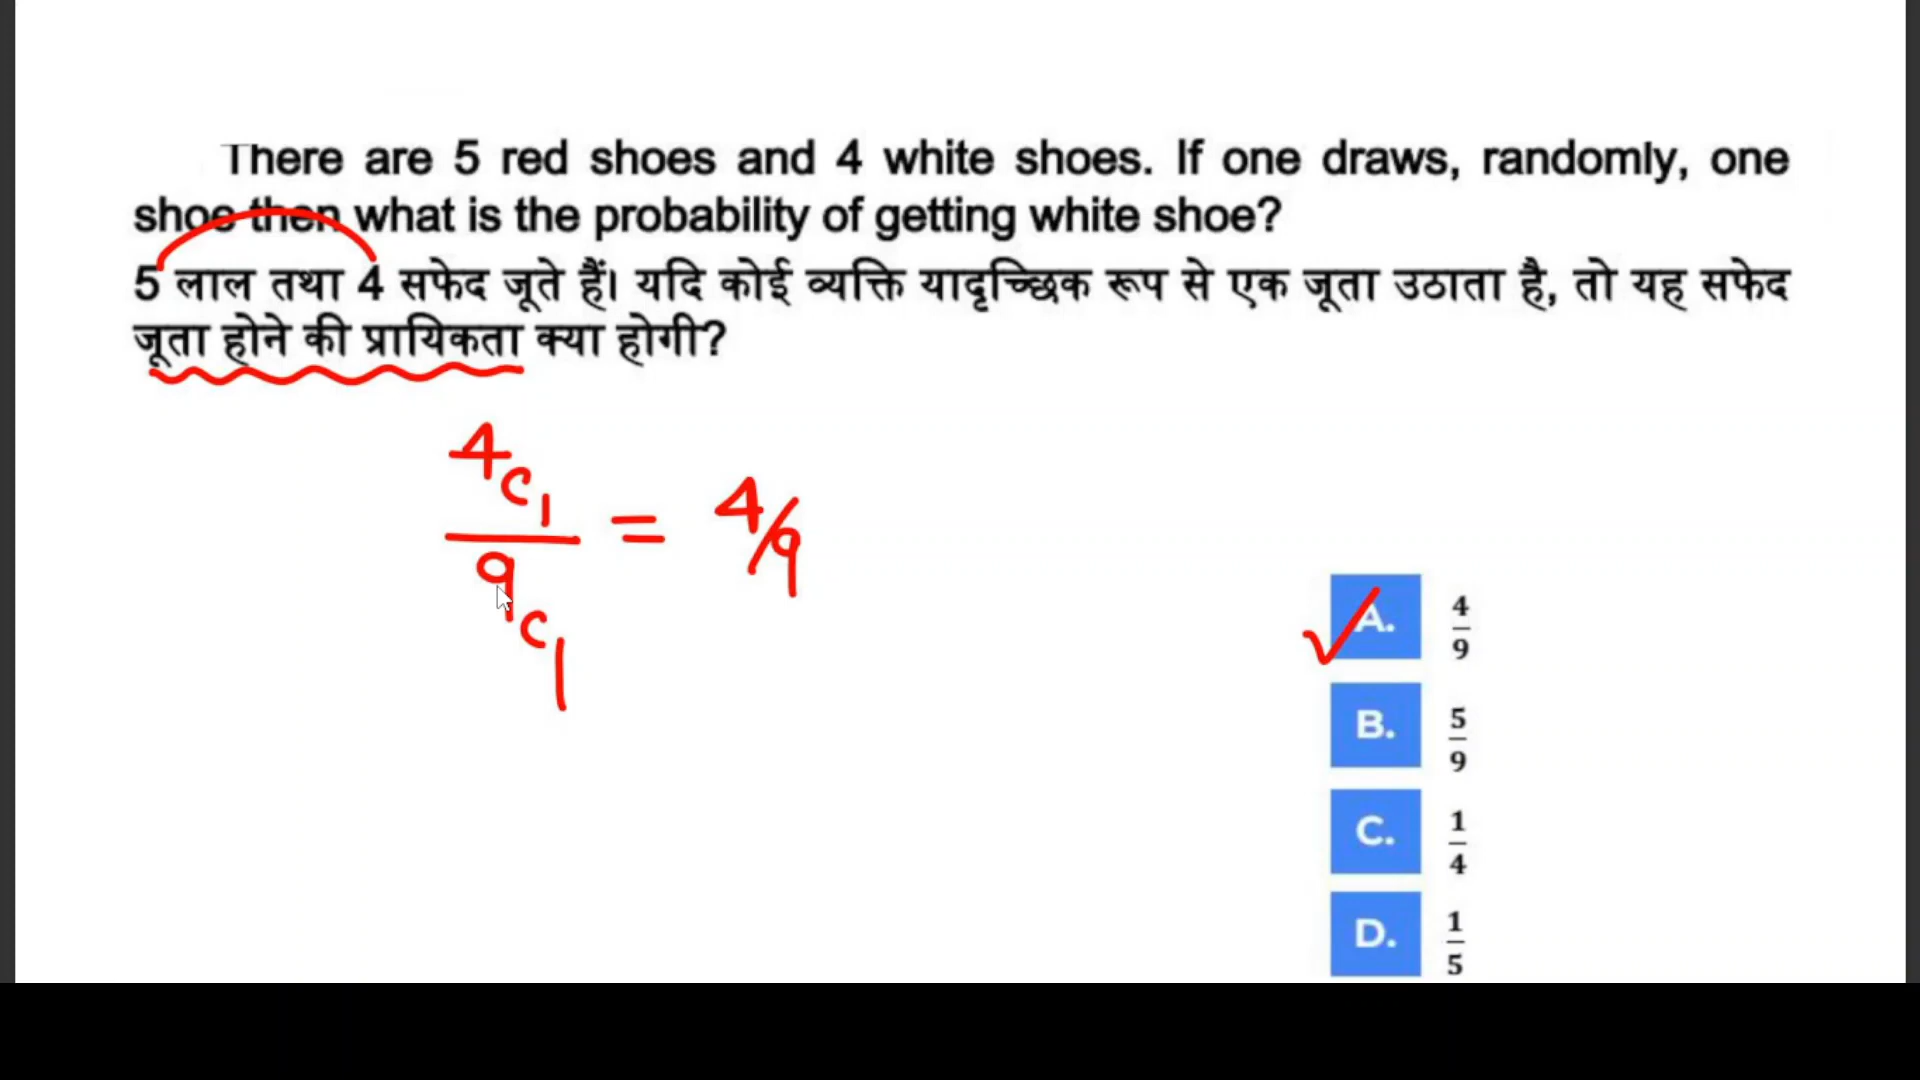 There are 5 red shoes and 4 white shoes. If one draws, randomly, one
shoe then what is the probability of getting white shoe?
5 लाल तथा 4 सफेद जूते हैं। यदि कोई व्यक्ति यादृच्छिक रूप से एक जूता उठाता है, तो यह सफेद
जूता होने की प्रायिकता क्या होगी?
4c1/9c1 = 4/9
A. 4/9
B. 5/9
C. 1/4
D. 1/5